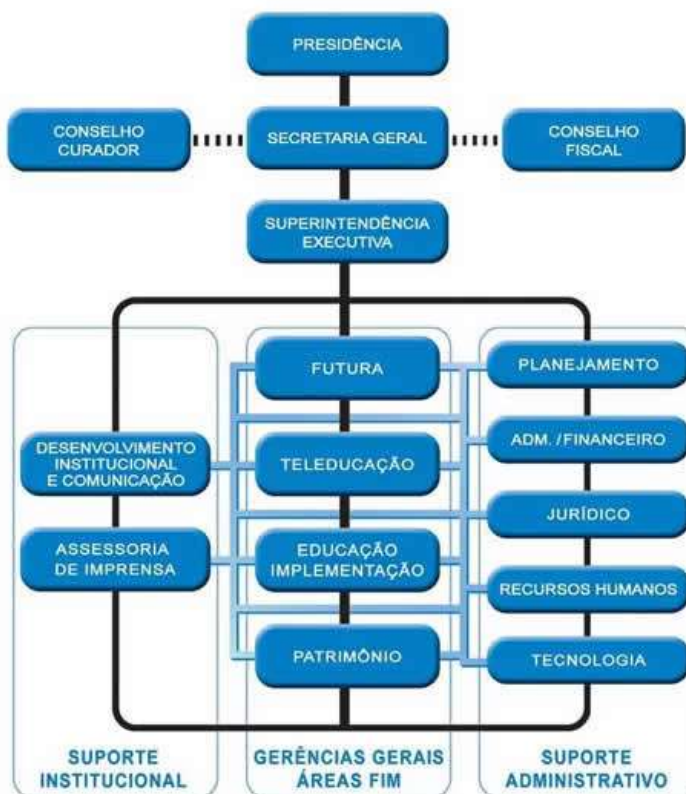 PRESIDÊNCIA
CONSELHO
CURADOR
SECRETARIA GERAL
CONSELHO
FISCAL
SUPERINTENDÊNCIA
EXECUTIVA
DESENVOLVIMENTO
INSTITUCIONAL
E COMUNICAÇÃO
ASSESSORIA
DE IMPRENSA
SUPORTE
INSTITUCIONAL
FUTURA
TELEDUCAÇÃO
EDUCAÇÃO
IMPLEMENTAÇÃO
PATRIMÔNIO
GERÊNCIAS GERAIS
ÁREAS FIM
PLANEJAMENTO
ADM. / FINANCEIRO
JURÍDICO
RECURSOS HUMANOS
TECNOLOGIA
SUPORTE
ADMINISTRATIVO